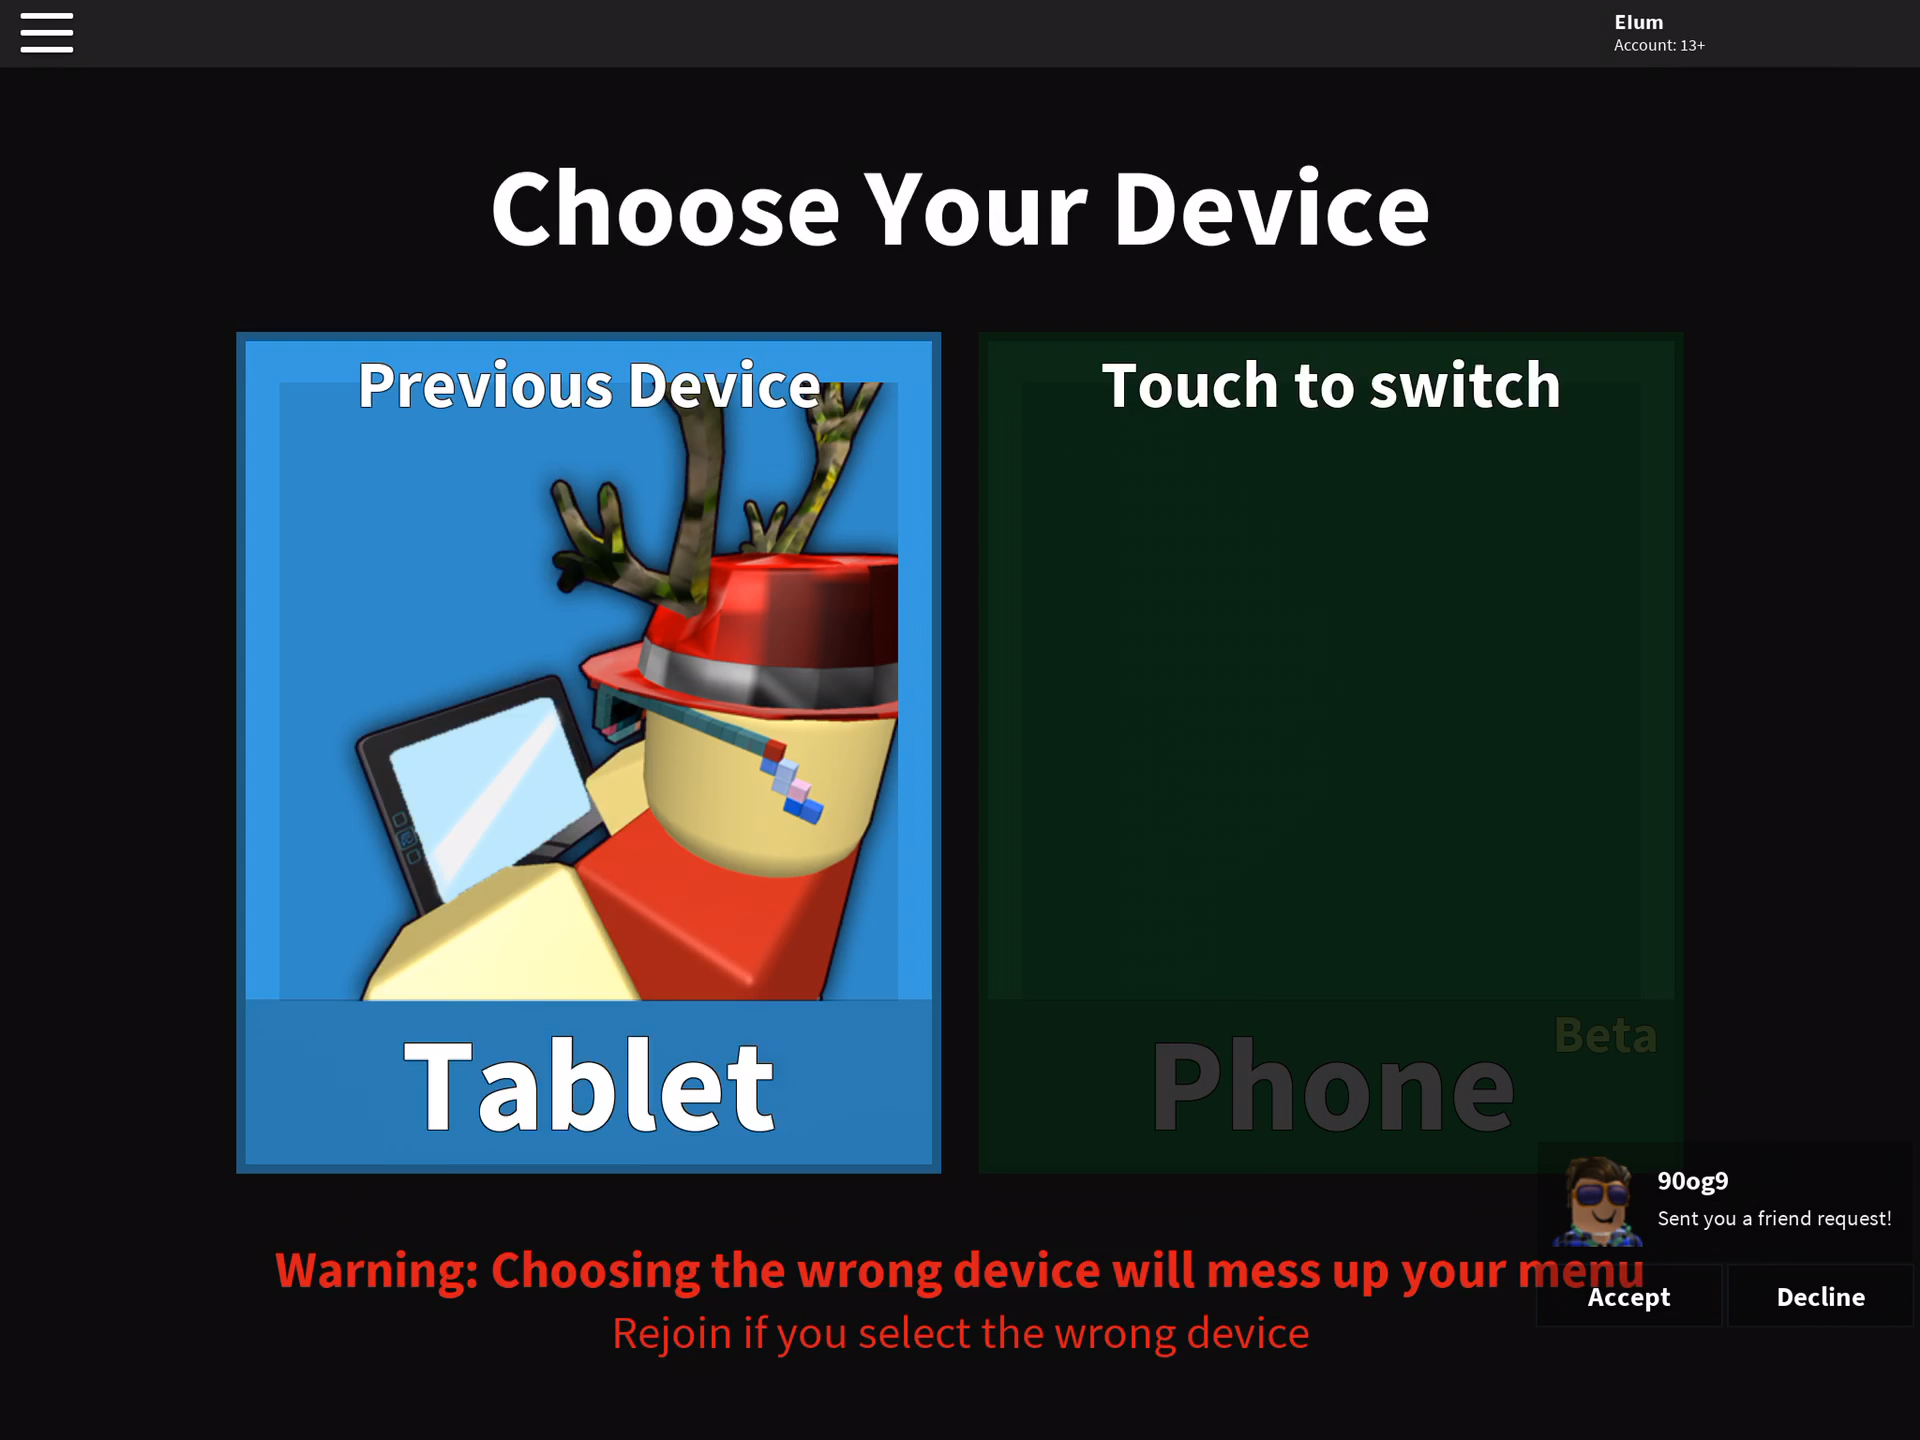 Elum
Account: 13+
Choose Your Device
Previous Device
Touch to switch
Tablet
Beta
Phone
90og9
Sent you a friend request!
Warning: Choosing the wrong device will mess up your menu
Accept
Decline
Rejoin if you select the wrong device